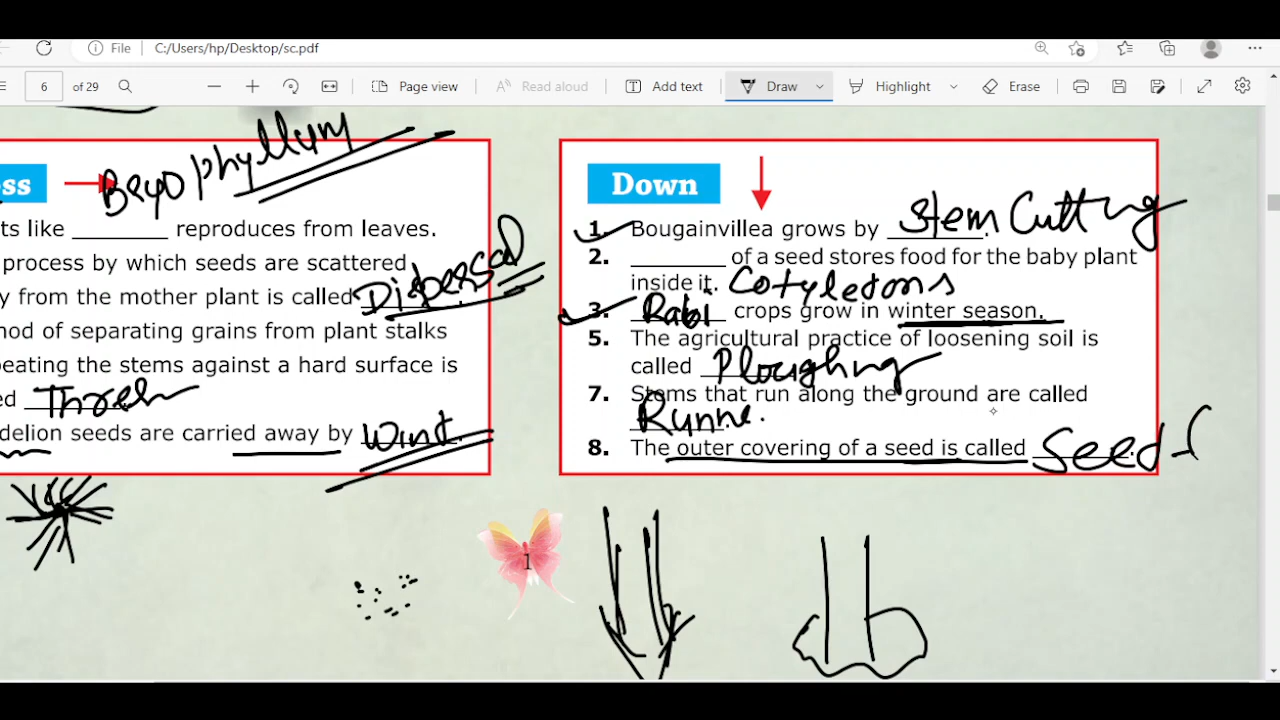 File C:/Users/hp/Desktop/sc.pdf
6 of 29 Page view Read aloud Add text Draw Highlight Erase
Bryophyllum
ss
ts like ________ reproduces from leaves.
process by which seeds are scattered
y from the mother plant is called Dispersal.
nod of separating grains from plant stalks
eating the stems against a hard surface is
ed Thresh
delion seeds are carried away by Wind.
Down
1. Bougainvillea grows by Stem Cutting.
2. ________ of a seed stores food for the baby plant
inside it. Cotyletons
3. Rabi crops grow in winter season.
5. The agricultural practice of loosening soil is
called Ploughing
7. Stems that run along the ground are called
Runne.
8. The outer covering of a seed is called Seed-(.
1